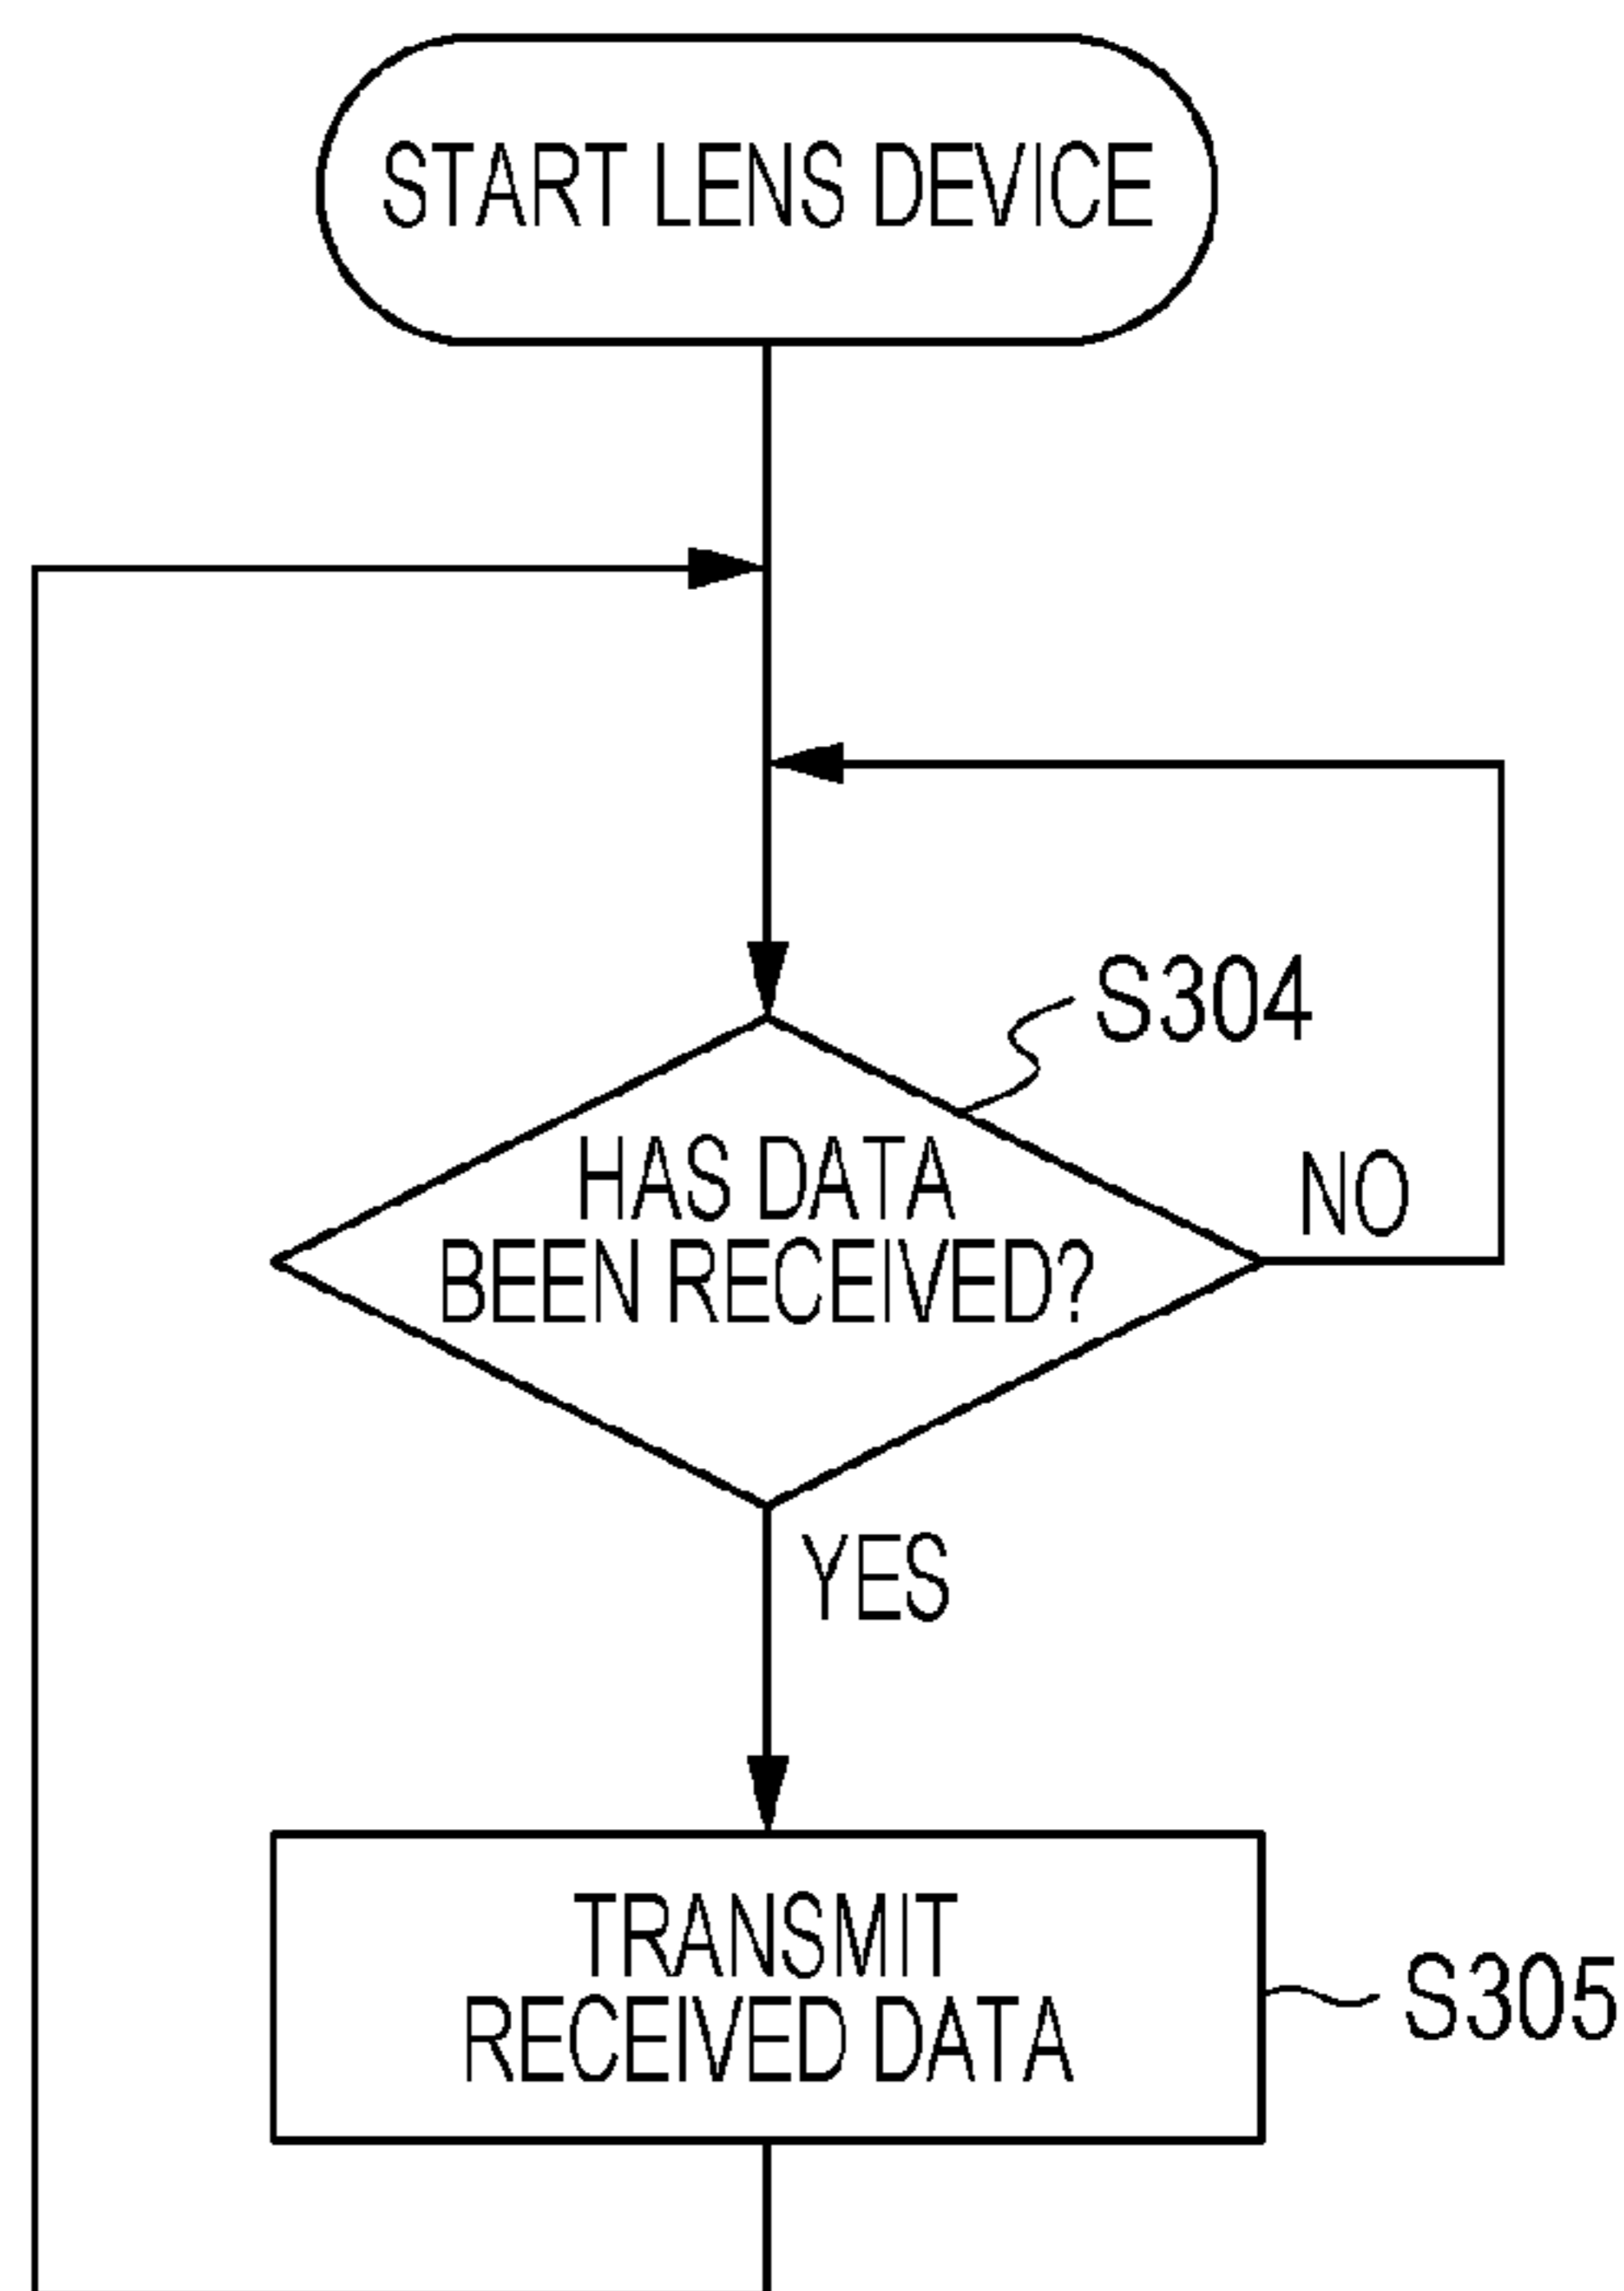 START LENS DEVICE
S304
HAS DATA
BEEN RECEIVED?
NO
YES
TRANSMIT
RECEIVED DATA
S305